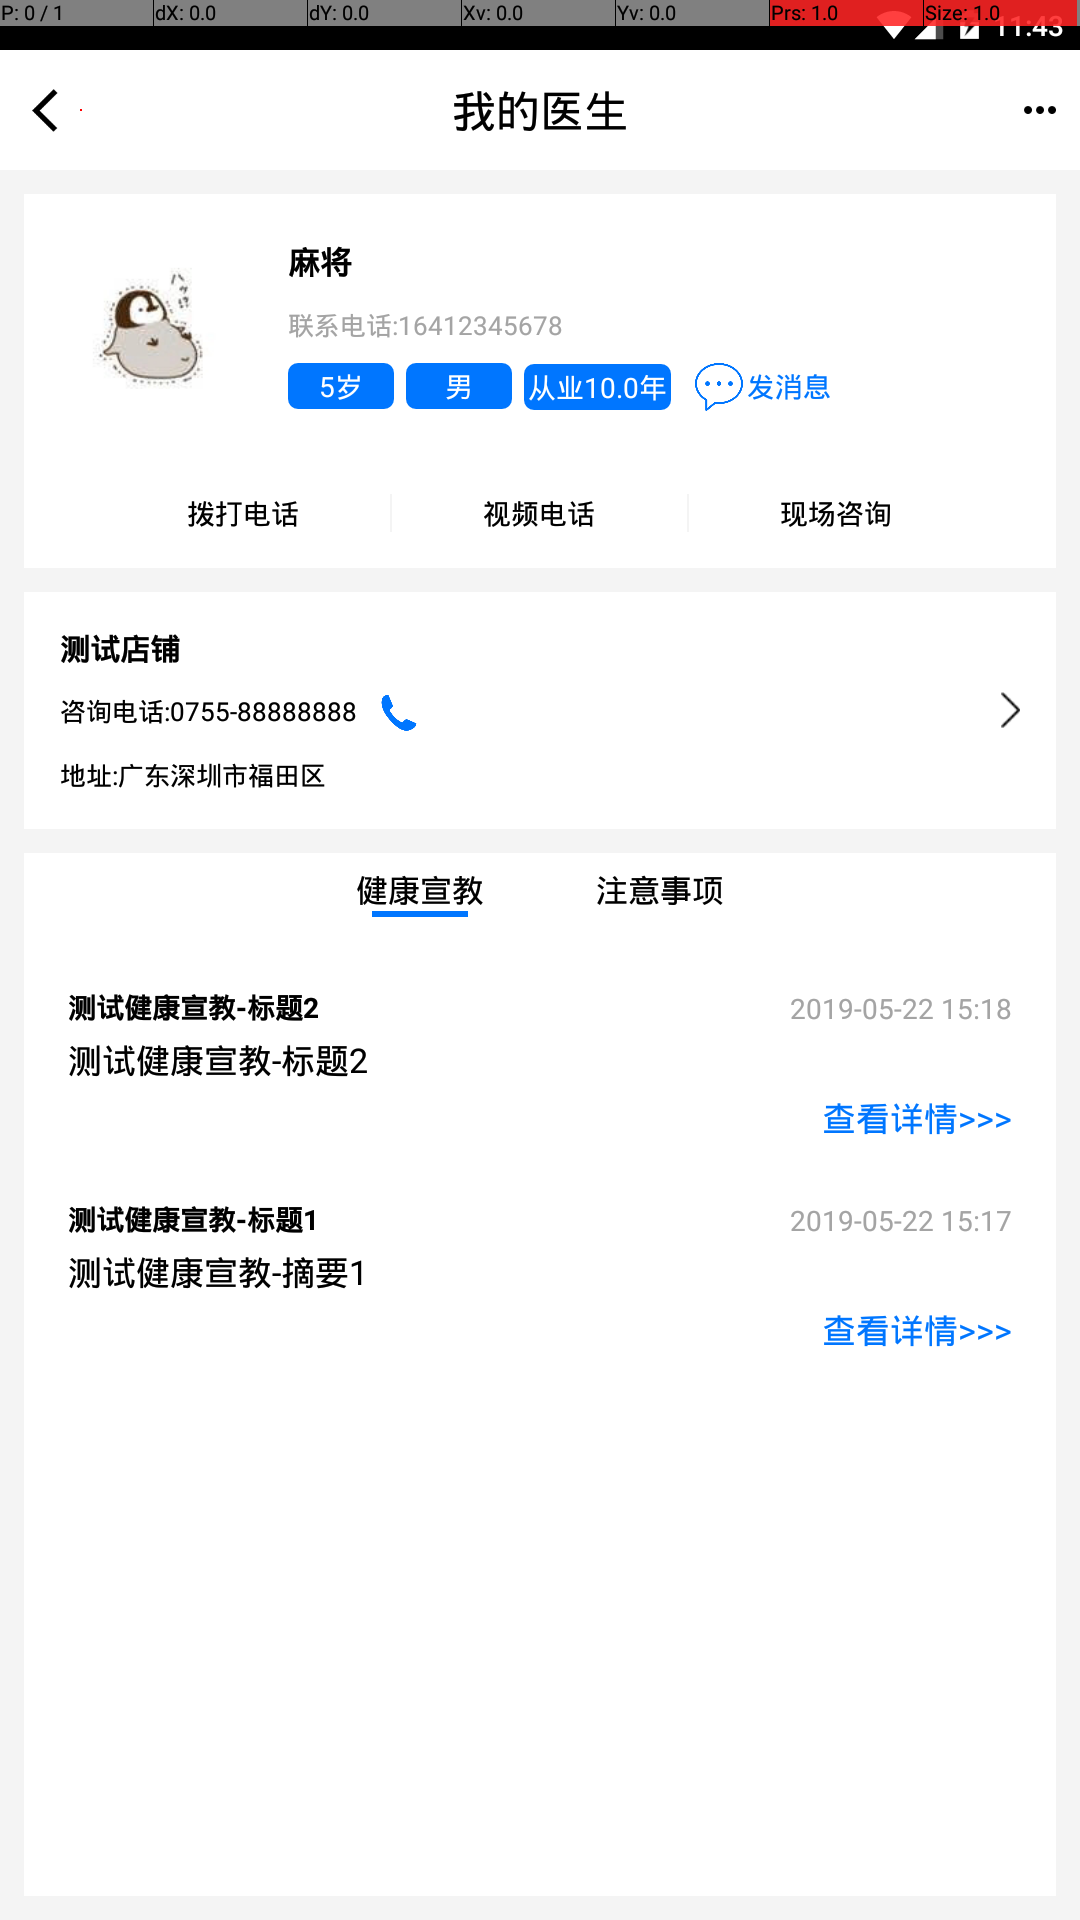 P: 0 / 1 dX: 0.0 dY: 0.0 Xv: 0.0 Yv: 0.0 Prs: 1.0 Size: 1.0
11:43
我的医生
麻将
联系电话:16412345678
5岁 男 从业10.0年 发消息
拨打电话 视频电话 现场咨询
测试店铺
咨询电话:0755-88888888
地址:广东深圳市福田区
健康宣教 注意事项
测试健康宣教-标题2 2019-05-22 15:18
测试健康宣教-标题2
查看详情>>>
测试健康宣教-标题1 2019-05-22 15:17
测试健康宣教-摘要1
查看详情>>>